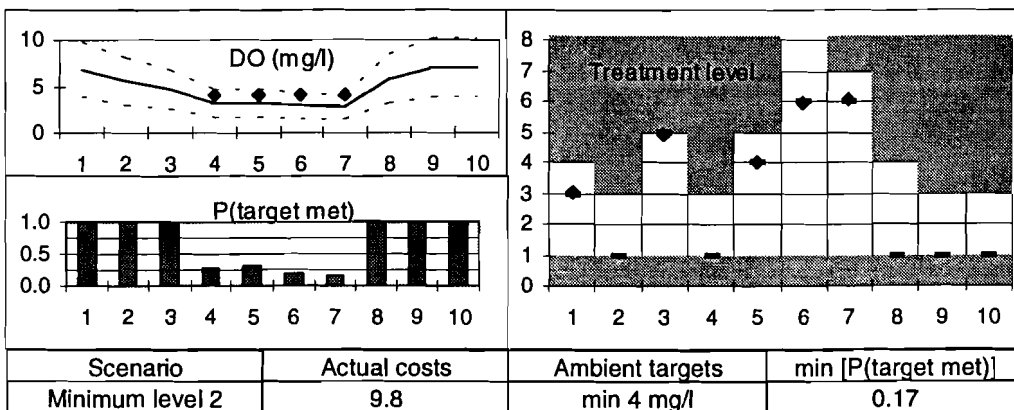 DO (mg/l)
10
5
0
1 2 3 4 5 6 7 8 9 10
P(target met)
1.0
0.5
0.0
1 2 3 4 5 6 7 8 9 10
Treatment level
8
7
6
5
4
3
2
1
0
1 2 3 4 5 6 7 8 9 10
Scenario Actual costs Ambient targets min [P(target met)]
Minimum level 2 9.8 min 4 mg/l 0.17